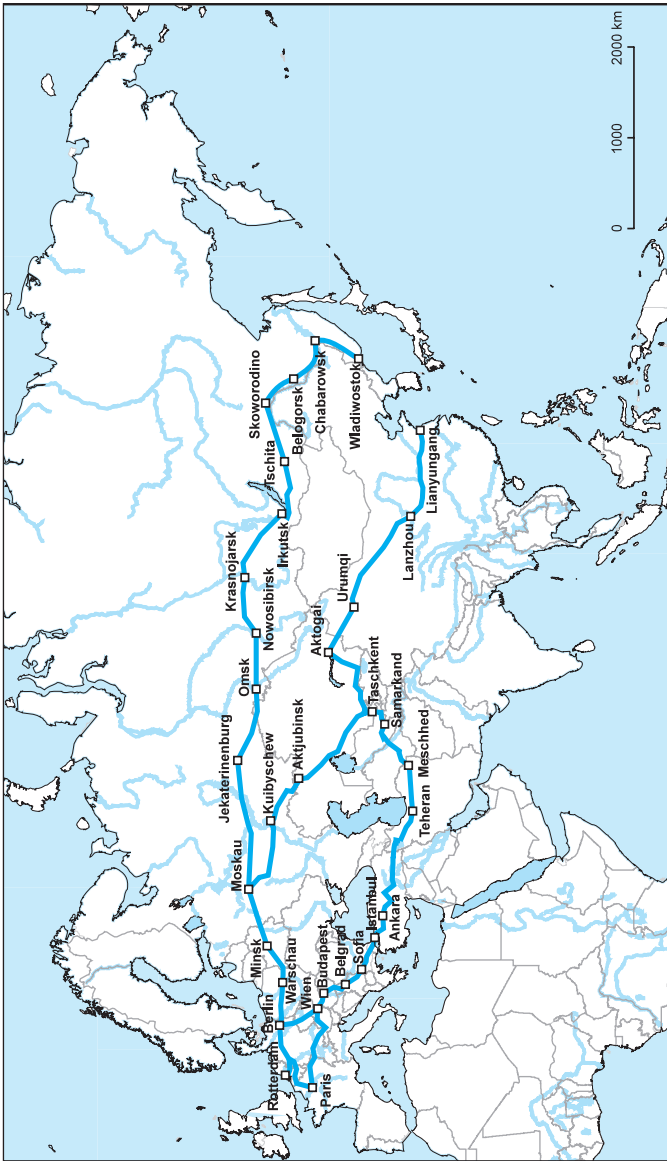 Rotterdam
Berlin
Paris
Wien
Warschau
Minsk
Budapest
Belgrad
Sofia
Istanbul
Ankara
Moskau
Kuibyschew
Aktjubinsk
Jekaterinenburg
Omsk
Nowosibirsk
Krasnojarsk
Irkutsk
Tschita
Skoworodino
Belogorsk
Chabarowsk
Wladiwostok
Teheran
Meschhed
Samarkand
Taschkent
Aktogai
Urumqi
Lanzhou
Lianyungang
0 1000 2000 km